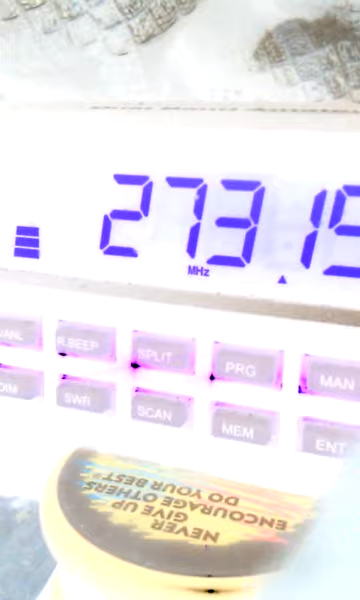 273.15
MHz
R.BEEP SPLIT PRG MAN
DIM SWR SCAN MEM ENT
NEVER
GIVE UP
ENCOURAGE OTHERS
DO YOUR BEST